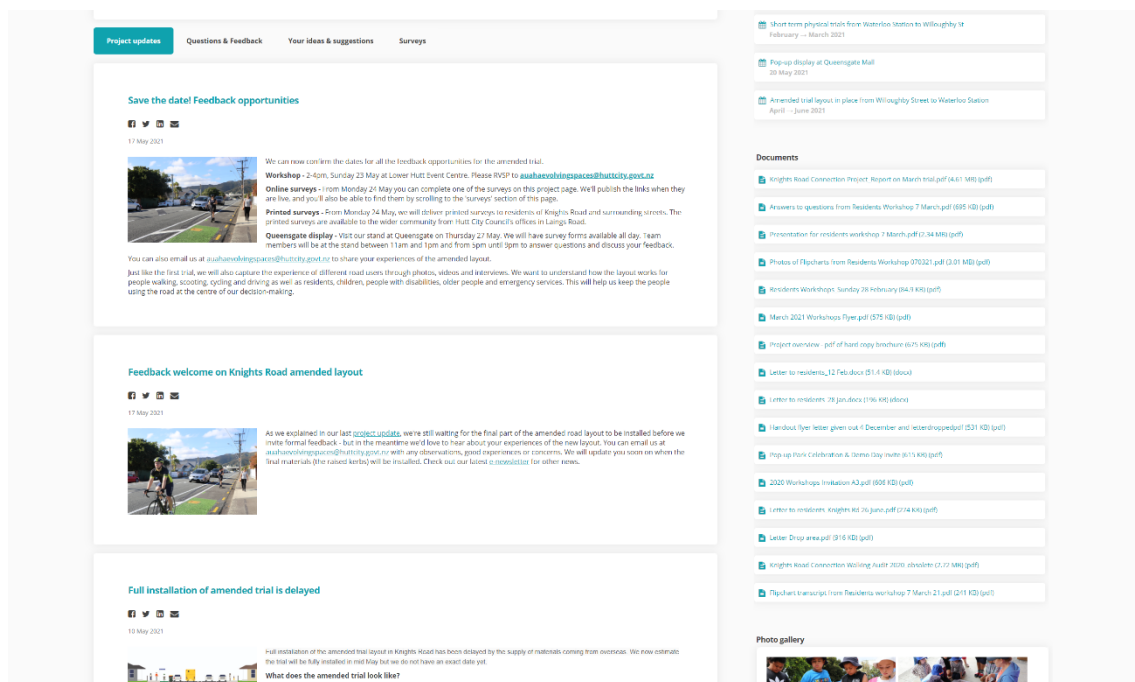 Project updates
Questions & Feedback
Your ideas & suggestions
Surveys
Save the date! Feedback opportunities
17 May 2021
We can now confirm the dates for all the feedback opportunities for the amended trial.
Workshop - 2-4pm, Sunday 23 May at Lower Hutt Event Centre. Please RVSP to auahaevolvingspaces@huttcity.govt.nz
Online surveys - From Monday 24 May you can complete one of the surveys on this project page. We'll publish the links when they
are live, and you'll also be able to find them by scrolling to the 'surveys' section of this page.
Printed surveys - From Monday 24 May, we will deliver printed surveys to residents of Knights Road and surrounding streets. The
printed surveys are available to the wider community from Hutt City Council's offices in Laings Road.
Queensgate display - Visit our stand at Queensgate on Thursday 27 May. We will have survey forms available all day. Team
members will be at the stand between 11am and 1pm and from 5pm until 9pm to answer questions and discuss your feedback.
You can also email us at auahaevolvingspaces@huttcity.govt.nz to share your experiences of the amended layout.
Just like the first trial, we will also capture the experience of different road users through photos, videos and interviews. We want to understand how the layout works for
people walking, scooting, cycling and driving as well as residents, children, people with disabilities, older people and emergency services. This will help us keep the people
using the road at the centre of our decision-making.
Feedback welcome on Knights Road amended layout
17 May 2021
As we explained in our last project update, we're still waiting for the final part of the amended road layout to be installed before we
invite formal feedback - but in the meantime we'd love to hear about your experiences of the new layout. You can email us at
auahaevolvingspaces@huttcity.govt.nz with any observations, good experiences or concerns. We will update you soon on when the
final materials (the raised kerbs) will be installed. Check out our latest e-newsletter for other news.
Full installation of amended trial is delayed
10 May 2021
Full installation of the amended trial layout in Knights Road has been delayed by the supply of materials coming from overseas. We now estimate
the trial will be fully installed in mid May but we do not have an exact date yet.
What does the amended trial look like?
Short term physical trials from Waterloo Station to Willoughby St
February → March 2021
Pop-up display at Queensgate Mall
20 May 2021
Amended trial layout in place from Willoughby Street to Waterloo Station
April → June 2021
Documents
Knights Road Connection Project_Report on March trial.pdf (4.61 MB) (pdf)
Answers to questions from Residents Workshop 7 March.pdf (695 KB) (pdf)
Presentation for residents workshop 7 March.pdf (2.34 MB) (pdf)
Photos of Flipcharts from Residents Workshop 070321.pdf (3.01 MB) (pdf)
Residents Workshops_Sunday 28 February (84.9 KB) (pdf)
March 2021 Workshops Flyer.pdf (575 KB) (pdf)
Project overview - pdf of hard copy brochure (675 KB) (pdf)
Letter to residents_12 Feb.docx (51.4 KB) (docx)
Letter to residents_28 Jan.docx (196 KB) (docx)
Handout flyer letter given out 4 December and letterdroppedpdf (531 KB) (pdf)
Pop-up Park Celebration & Demo Day invite (615 KB) (pdf)
2020 Workshops Invitation A3.pdf (608 KB) (pdf)
Letter to residents_Knights Rd 26 June.pdf (274 KB) (pdf)
Letter Drop area.pdf (916 KB) (pdf)
Knights Road Connection Walking Audit 2020_obsolete (7.72 MB) (pdf)
Flipchart transcript from Residents workshop 7 March 21.pdf (241 KB) (pdf)
Photo gallery